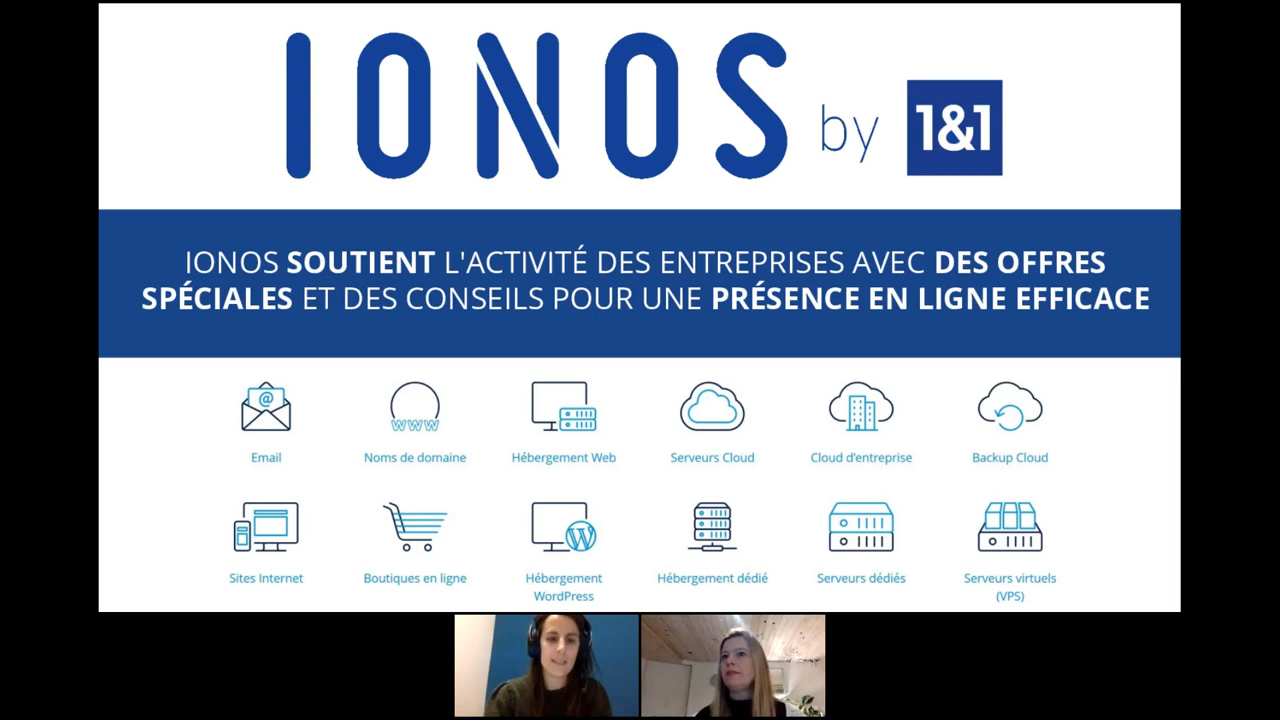 IONOS by 1&1
IONOS SOUTIENT L'ACTIVITÉ DES ENTREPRISES AVEC DES OFFRES
SPÉCIALES ET DES CONSEILS POUR UNE PRÉSENCE EN LIGNE EFFICACE
@
www
Email
Noms de domaine
Hébergement Web
Serveurs Cloud
Cloud d'entreprise
Backup Cloud
W
Sites Internet
Boutiques en ligne
Hébergement
WordPress
Hébergement dédié
Serveurs dédiés
Serveurs virtuels
(VPS)